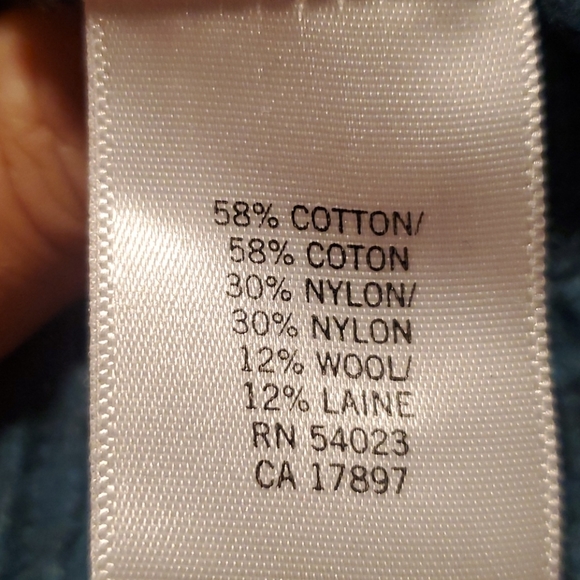 58% COTTON/
58% COTON
30% NYLON/
30% NYLON
12% WOOL/
12% LAINE
RN 54023
CA 17897